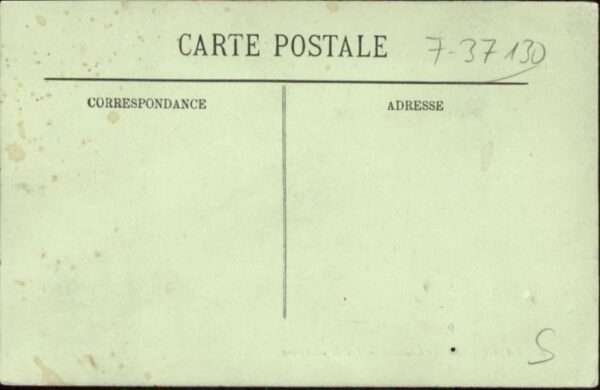 CARTE POSTALE 7-37130
CORRESPONDANCE
ADRESSE
S